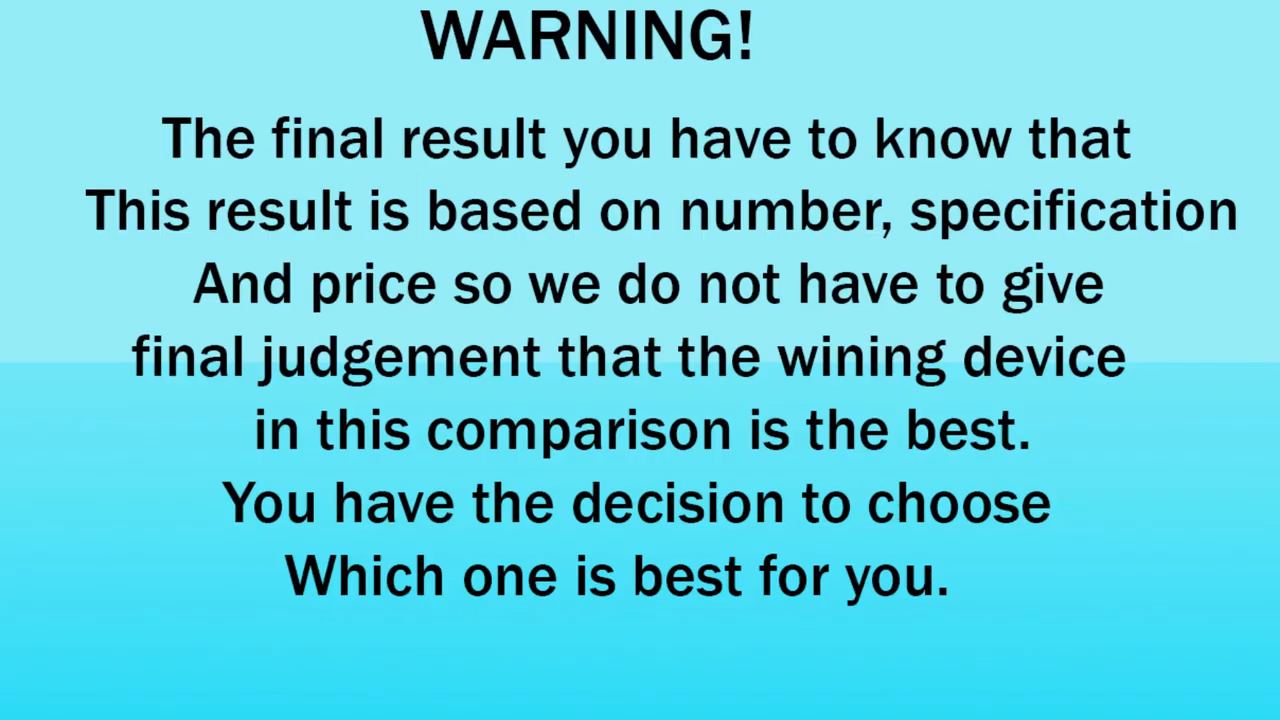 WARNING!
The final result you have to know that
This result is based on number, specification
And price so we do not have to give
final judgement that the wining device
in this comparison is the best.
You have the decision to choose
Which one is best for you.